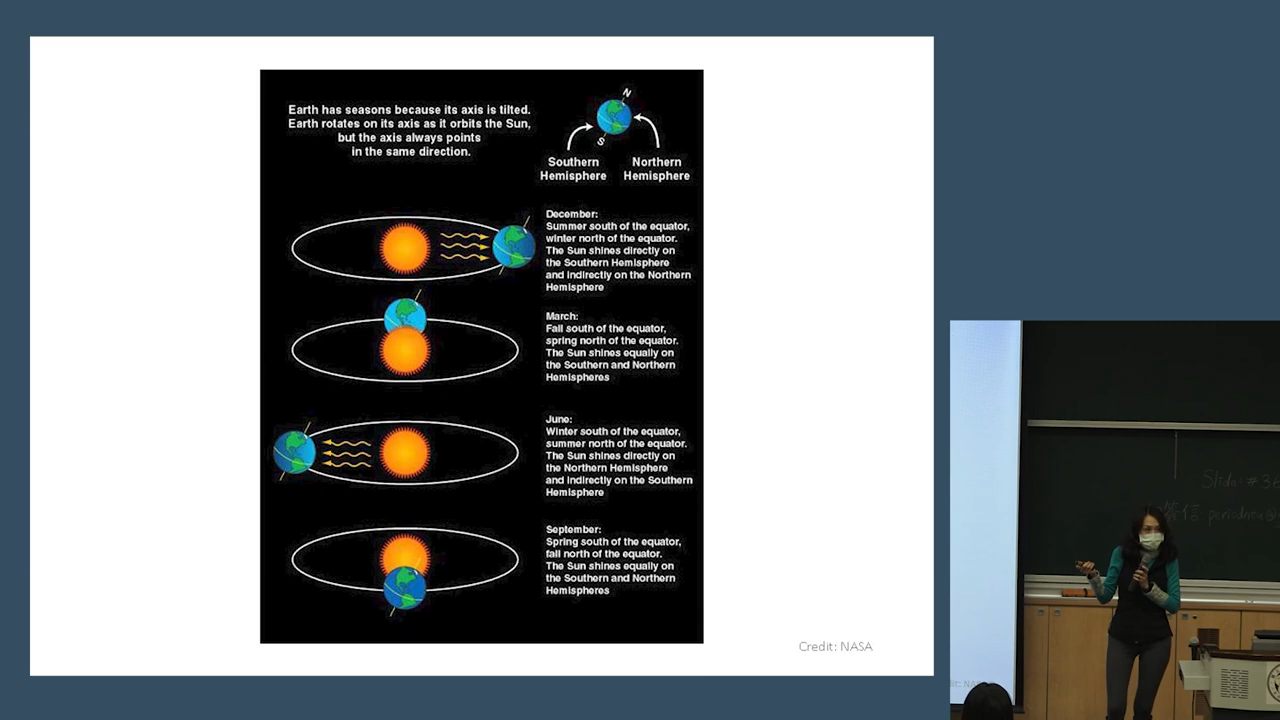 Earth has seasons because its axis is tilted.
Earth rotates on its axis as it orbits the Sun,
but the axis always points
in the same direction.
N
S
Southern
Hemisphere
Northern
Hemisphere
December:
Summer south of the equator,
winter north of the equator.
The Sun shines directly on
the Southern Hemisphere
and indirectly on the Northern
Hemisphere
March:
Fall south of the equator,
spring north of the equator.
The Sun shines equally on
the Southern and Northern
Hemispheres
June:
Winter south of the equator,
summer north of the equator.
The Sun shines directly on
the Northern Hemisphere
and indirectly on the Southern
Hemisphere
September:
Spring south of the equator,
fall north of the equator.
The Sun shines equally on
the Southern and Northern
Hemispheres
Credit: NASA